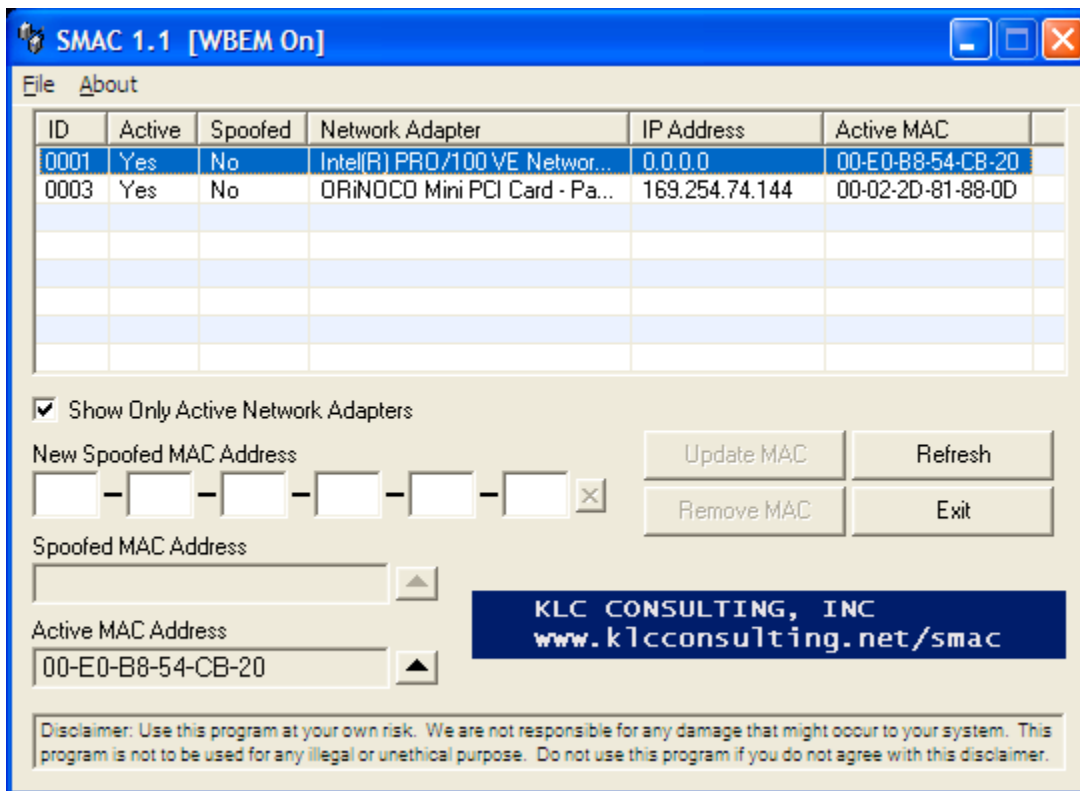 SMAC 1.1 [WBEM On]
File About
ID Active Spoofed Network Adapter IP Address Active MAC
0001 Yes No Intel(R) PRO/100 VE Networ... 0.0.0.0 00-E0-B8-54-CB-20
0003 Yes No ORiNOCO Mini PCI Card - Pa... 169.254.74.144 00-02-2D-81-88-0D
Show Only Active Network Adapters
New Spoofed MAC Address
Update MAC Refresh
Remove MAC Exit
Spoofed MAC Address
KLC CONSULTING, INC
www.klcconsulting.net/smac
Active MAC Address
00-E0-B8-54-CB-20
Disclaimer: Use this program at your own risk. We are not responsible for any damage that might occur to your system. This
program is not to be used for any illegal or unethical purpose. Do not use this program if you do not agree with this disclaimer.